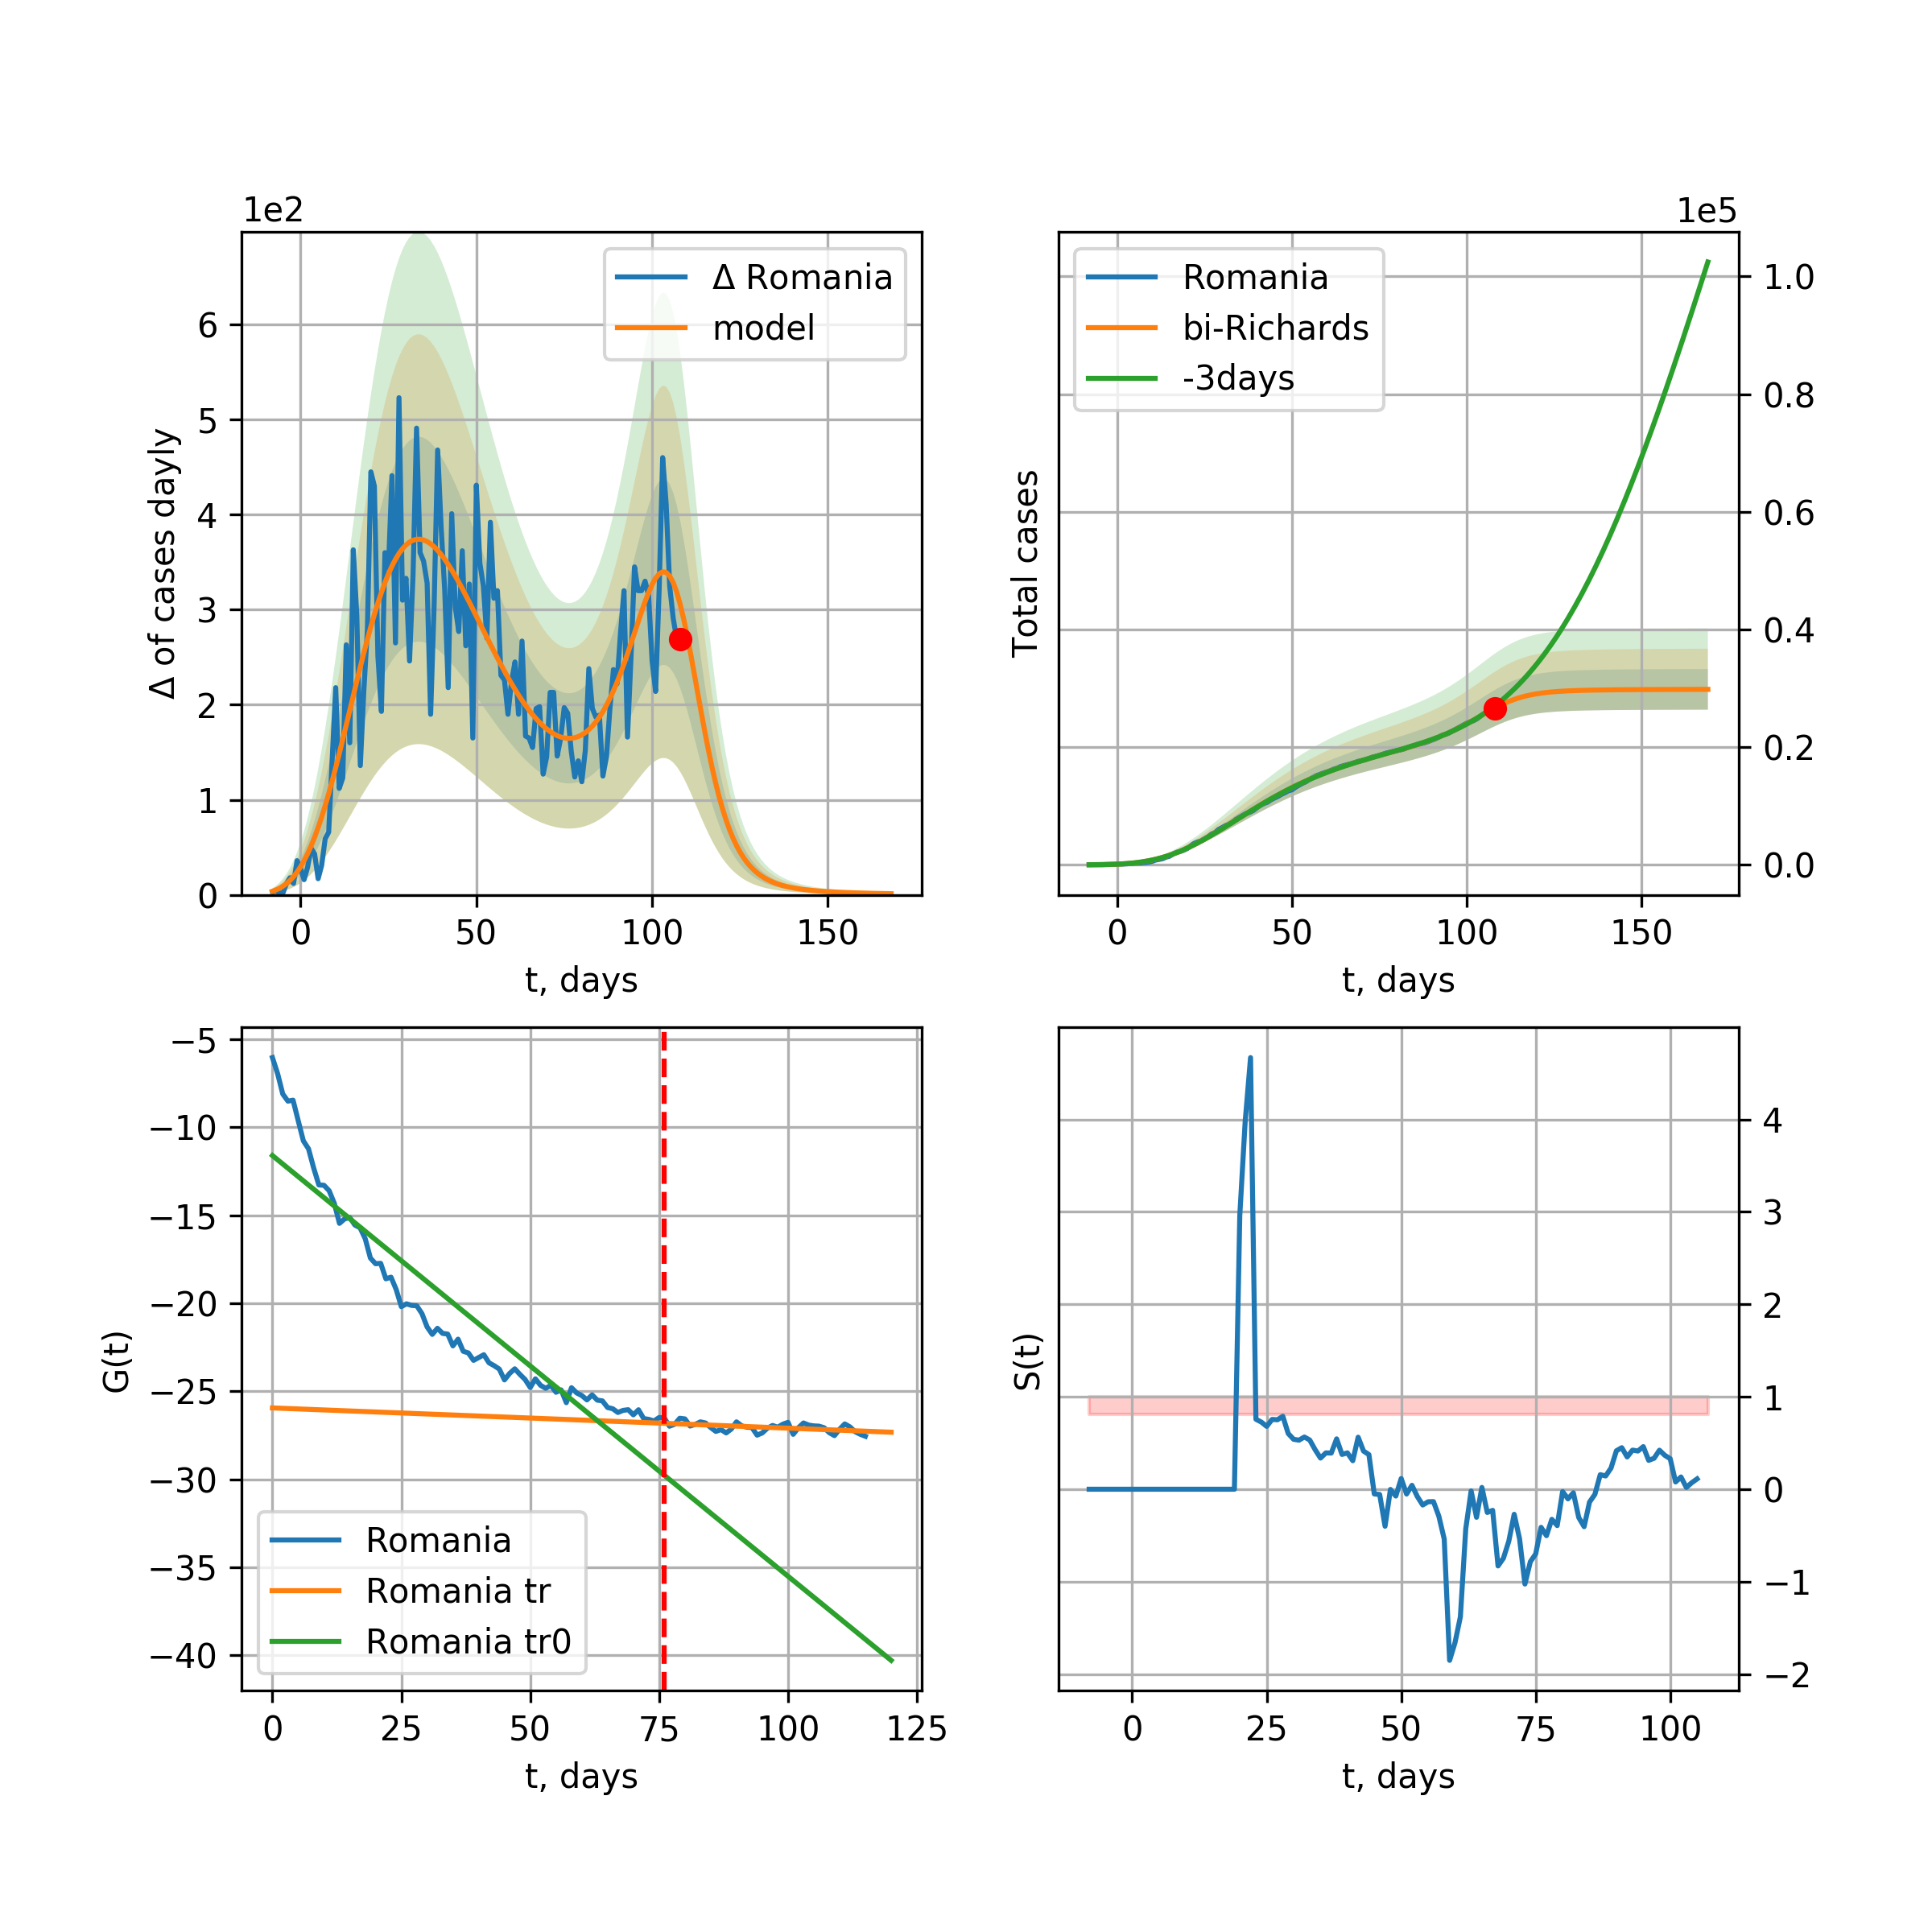 1e2
Δ of cases dayly
6
5
4
3
2
1
0
Δ Romania
model
0 50 100 150
t, days
1e5
Total cases
Romania
bi-Richards
-3days
1.0
0.8
0.6
0.4
0.2
0.0
0 50 100 150
t, days
G(t)
−5
−10
−15
−20
−25
−30
−35
−40
Romania
Romania tr
Romania tr0
0 25 50 75 100 125
t, days
S(t)
4
3
2
1
0
−1
−2
0 25 50 75 100
t, days